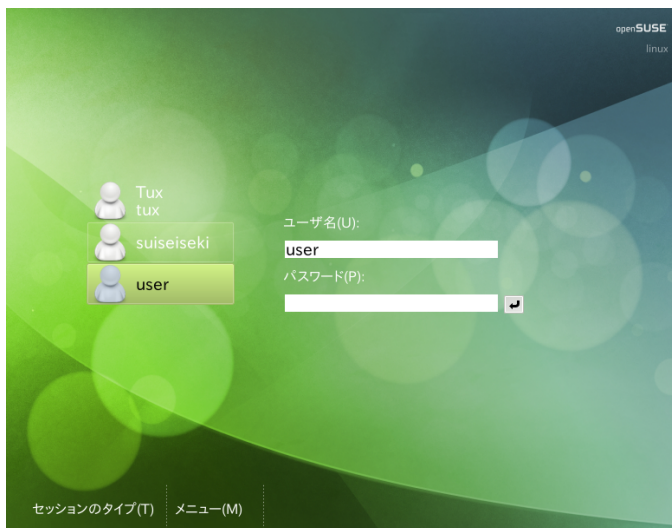 openSUSE
linux
Tux
tux
suiseiseki
user
ユーザ名(U):
user
パスワード(P):
セッションのタイプ(T)
メニュー(M)